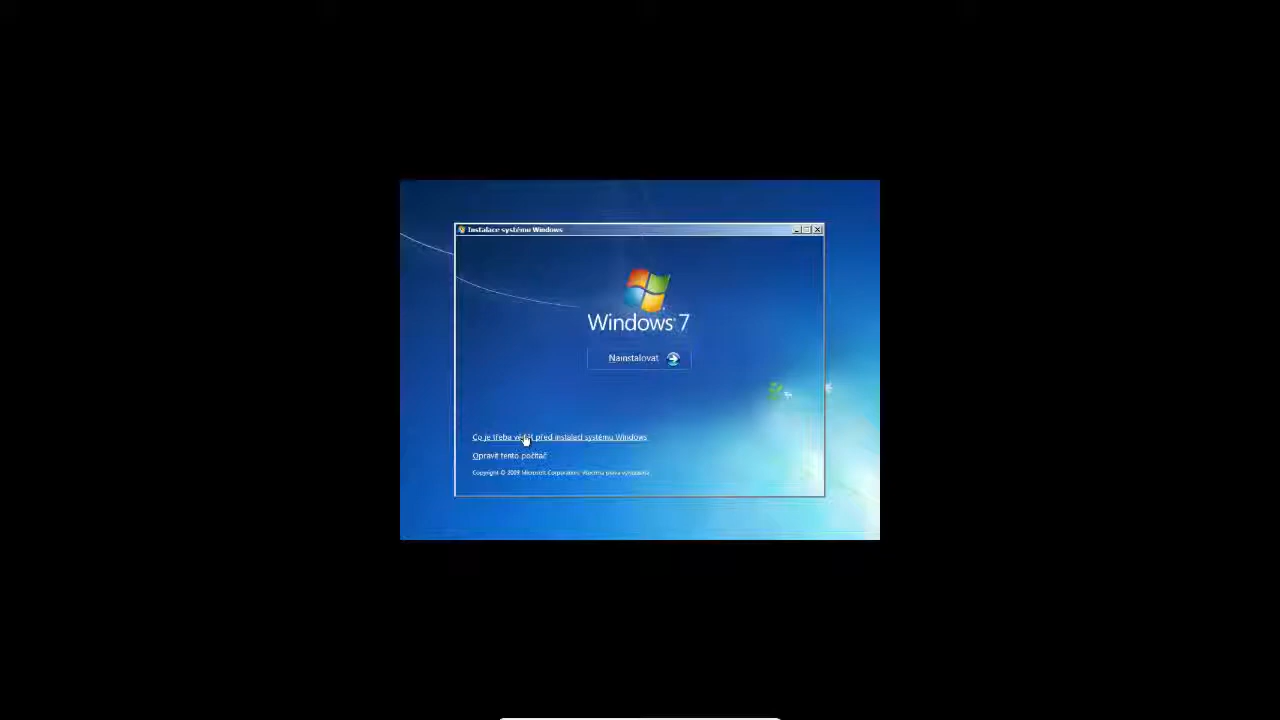 Instalace systému Windows
Windows 7
Nainstalovat
Co je třeba vědět před instalací systému Windows
Opravit tento počítač
Copyright © 2009 Microsoft Corporation. Všechna práva vyhrazena.